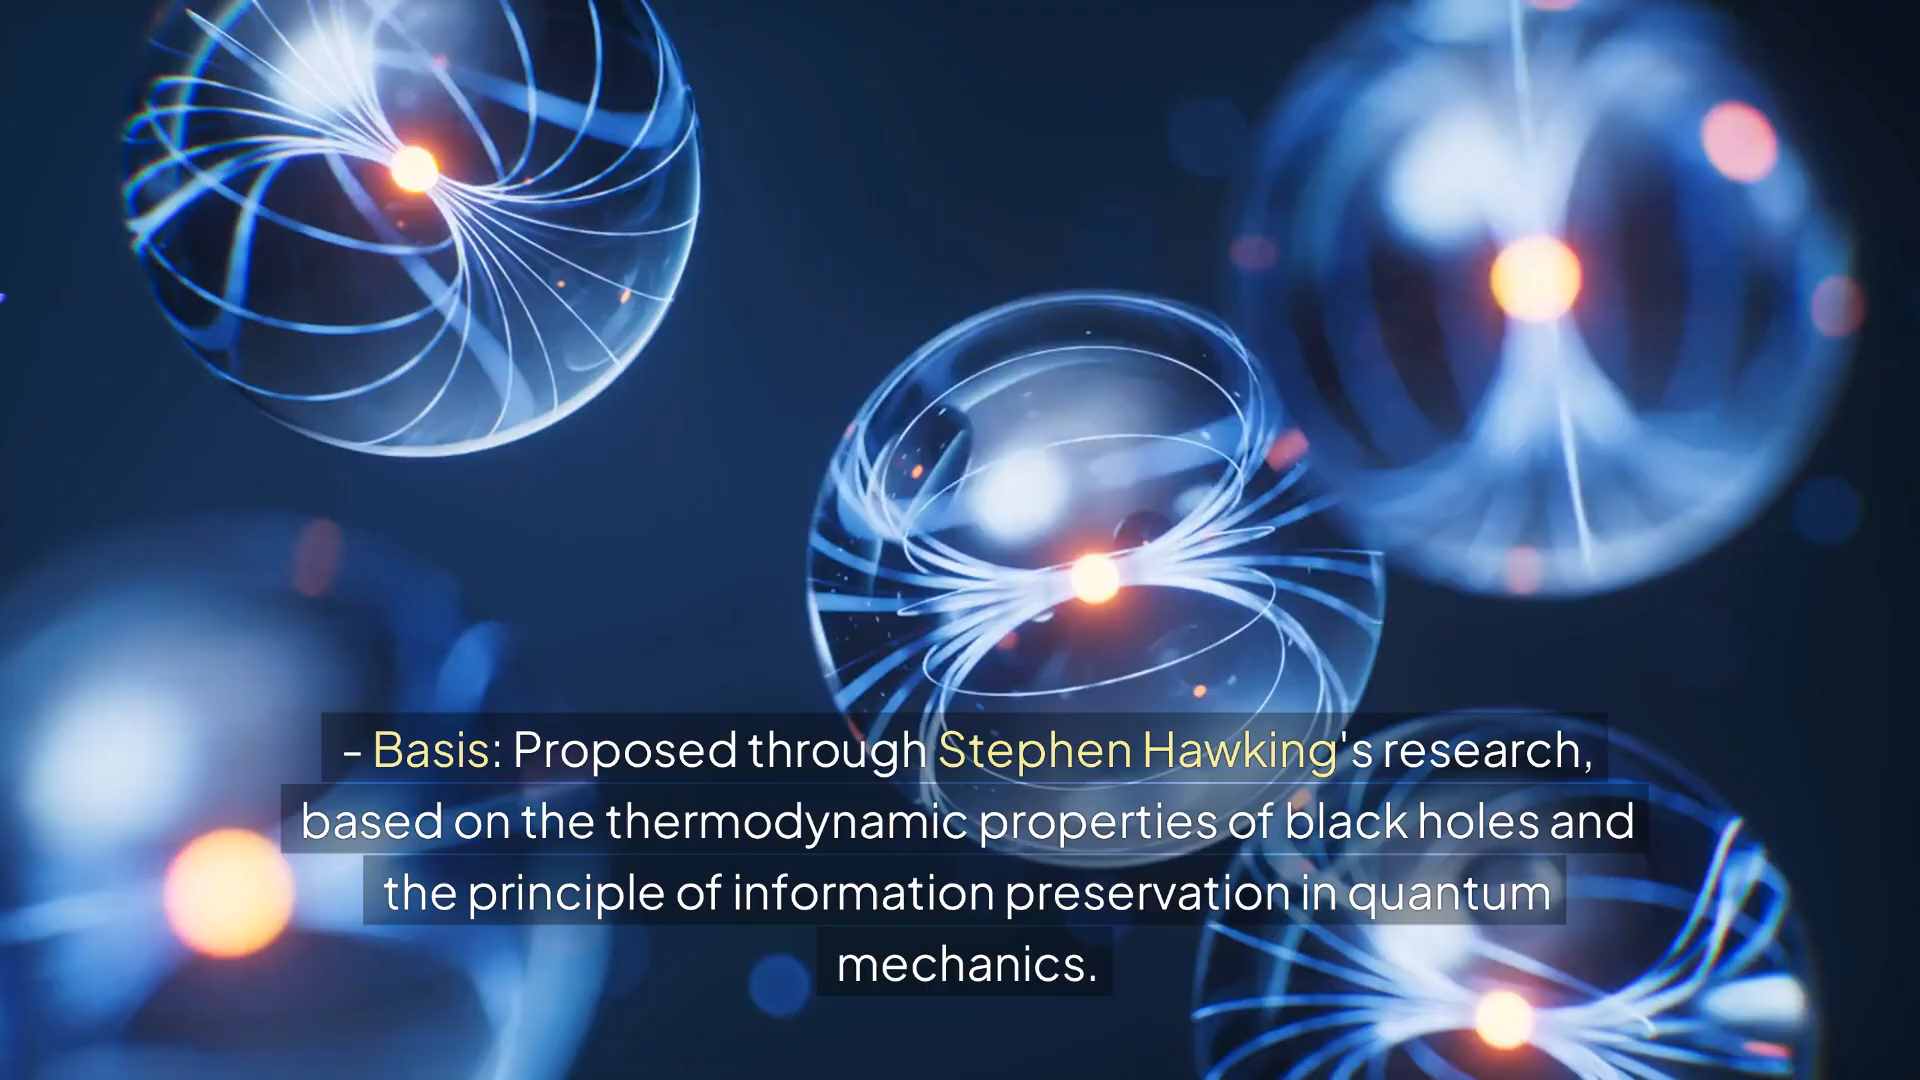 - Basis: Proposed through Stephen Hawking's research,
based on the thermodynamic properties of black holes and
the principle of information preservation in quantum
mechanics.